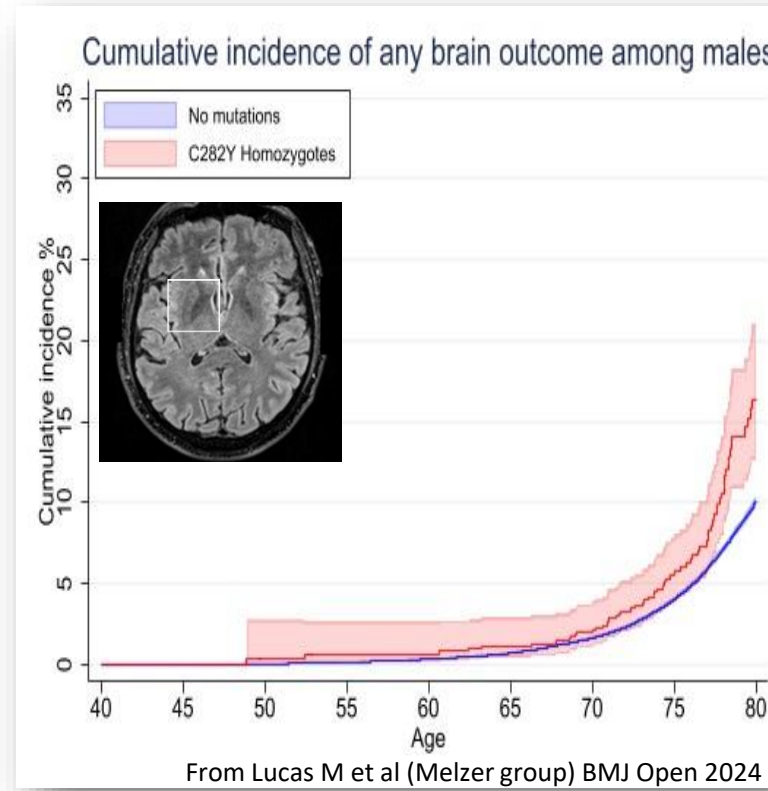 Cumulative incidence of any brain outcome among males
No mutations
C282Y Homozygotes
35
30
25
20
15
10
5
0
Cumulative incidence %
40 45 50 55 60 65 70 75 80
Age
From Lucas M et al (Melzer group) BMJ Open 2024